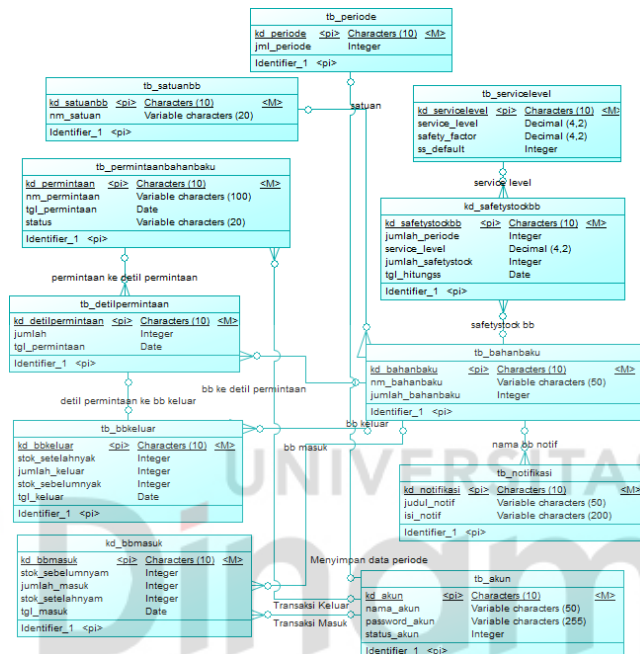 tb_periode
kd_periode <pi> Characters (10) <M>
jml_periode Integer
Identifier_1 <pi>
tb_satuanbb
kd_satuanbb <pi> Characters (10) <M>
nm_satuan Variable characters (20)
Identifier_1 <pi>
satuan
tb_servicelevel
kd_servicelevel <pi> Characters (10) <M>
service_level Decimal (4,2)
safety_factor Decimal (4,2)
ss_default Integer
Identifier_1 <pi>
service level
tb_permintaanbahanbaku
kd_permintaan <pi> Characters (10) <M>
nm_permintaan Variable characters (100)
tgl_permintaan Date
status Variable characters (20)
Identifier_1 <pi>
kd_safetystockbb
kd_safetystockbb <pi> Characters (10) <M>
jumlah_periode Integer
service_level Decimal (4,2)
jumlah_safetystock Integer
tgl_hitungss Date
Identifier_1 <pi>
permintaan ke detil permintaan
safetystock bb
tb_detilpermintaan
kd_detilpermintaan <pi> Characters (10) <M>
jumlah Integer
tgl_permintaan Date
Identifier_1 <pi>
tb_bahanbaku
kd_bahanbaku <pi> Characters (10) <M>
nm_bahanbaku Variable characters (50)
jumlah_bahanbaku Integer
Identifier_1 <pi>
bb ke detil permintaan
detil permintaan ke bb keluar
bb keluar
bb masuk
nama bb notif
tb_bbkeluar
kd_bbkeluar <pi> Characters (10) <M>
stok_setelahnyak Integer
jumlah_keluar Integer
stok_sebelumnyak Integer
tgl_keluar Date
Identifier_1 <pi>
tb_notifikasi
kd_notifikasi <pi> Characters (10) <M>
judul_notif Variable characters (50)
isi_notif Variable characters (200)
Identifier_1 <pi>
UNIVERSITAS
Dinam
kd_bbmasuk
kd_bbmasuk <pi> Characters (10) <M>
stok_sebelumnyam Integer
jumlah_masuk Integer
stok_setelahnyam Integer
tgl_masuk Date
Identifier_1 <pi>
Menyimpan data periode
Transaksi Keluar
Transaksi Masuk
tb_akun
kd_akun <pi> Characters (10) <M>
nama_akun Variable characters (50)
password_akun Variable characters (255)
status_akun Integer
Identifier_1 <pi>